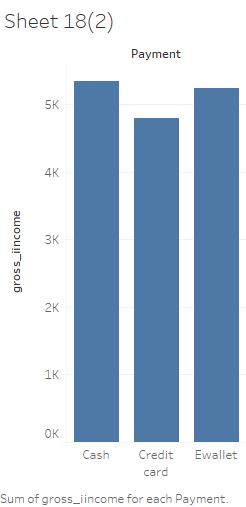 Sheet 18(2)
Payment
5K
4K
3K
2K
1K
0K
gross_iincome
Cash
Credit
card
Ewallet
Sum of gross_iincome for each Payment.